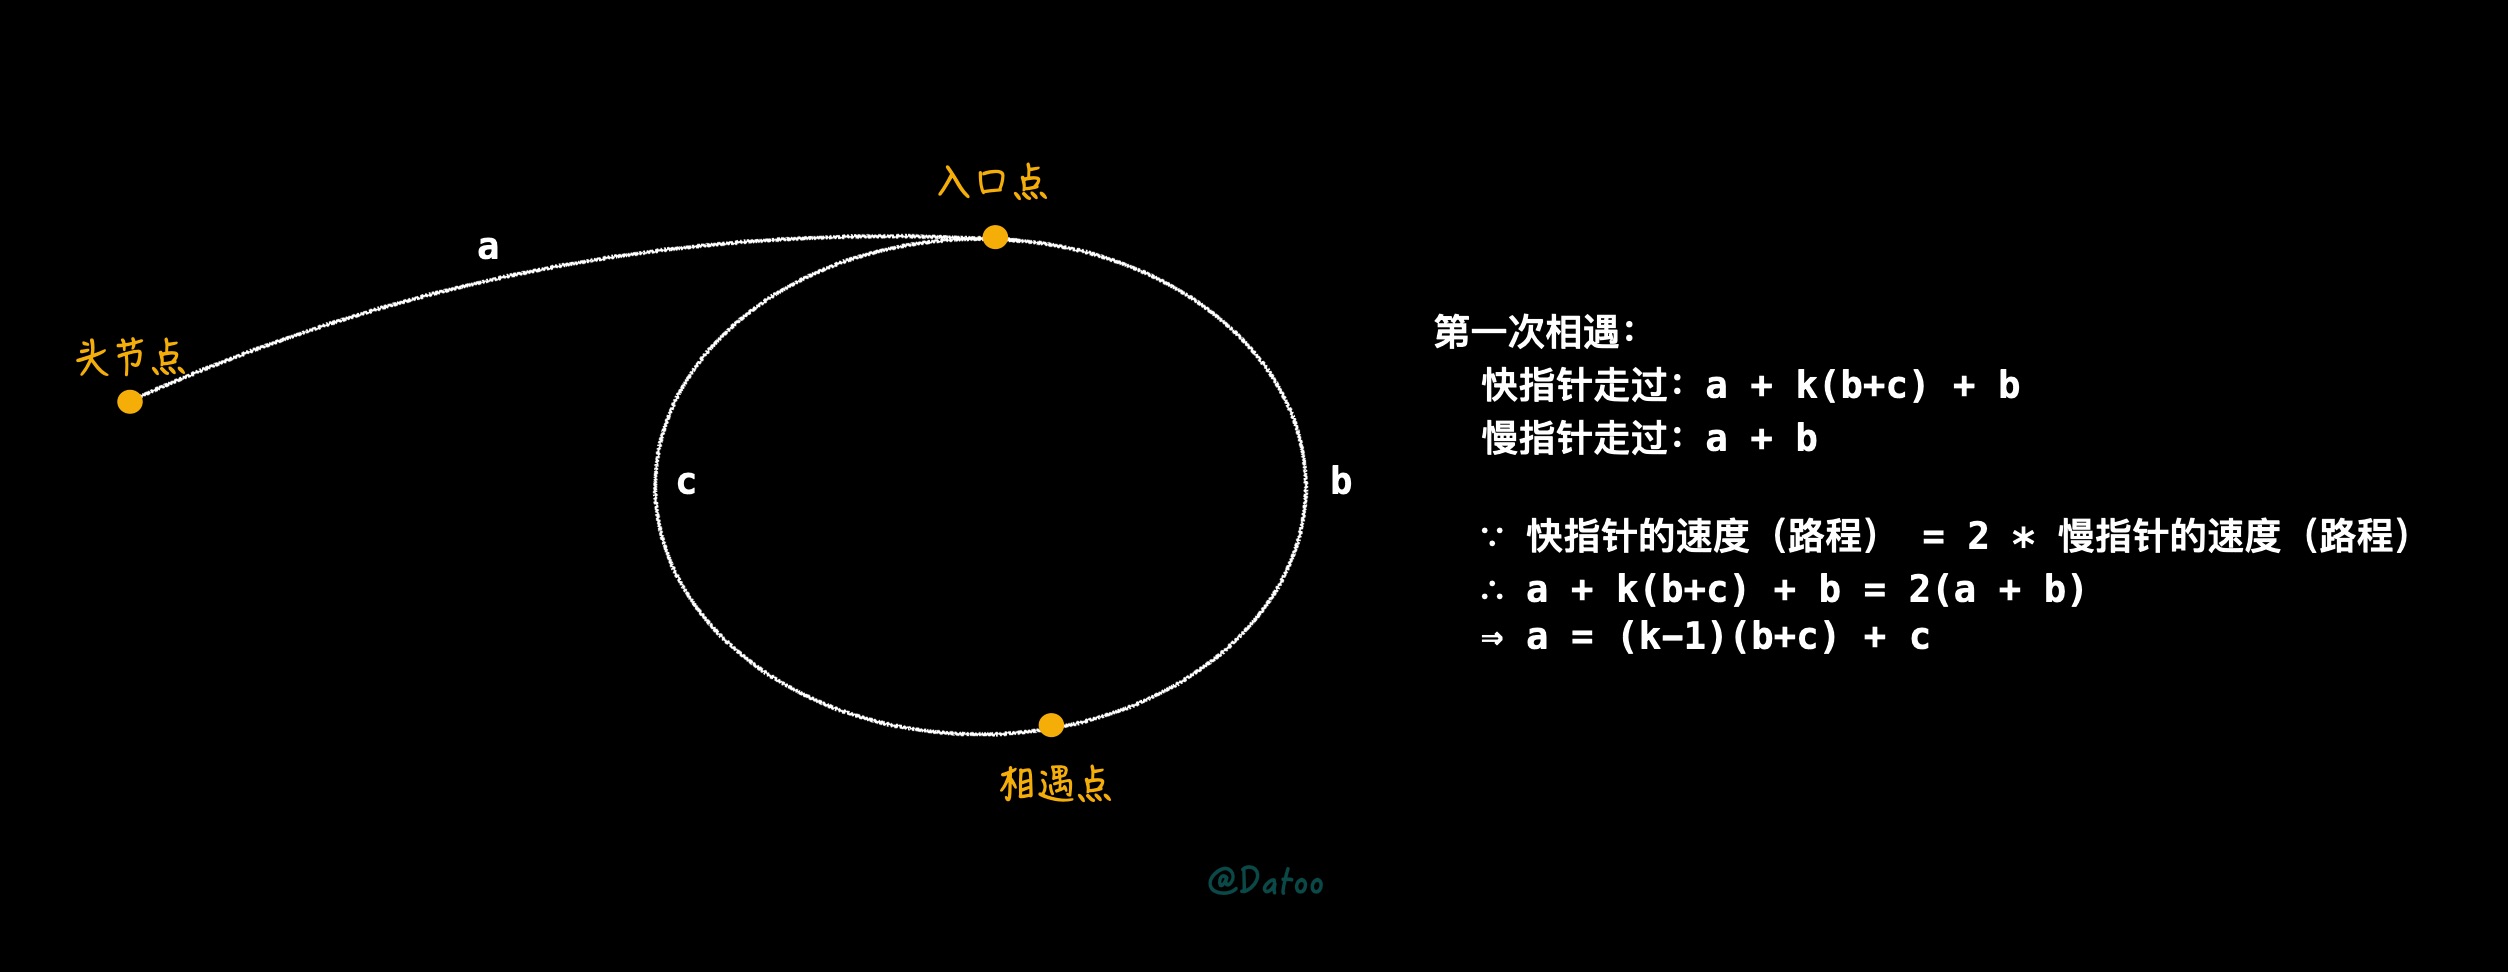 入口点
a
头节点
c
b
相遇点
第一次相遇：
快指针走过：a + k(b+c) + b
慢指针走过：a + b
∵ 快指针的速度（路程） = 2 * 慢指针的速度（路程）
∴ a + k(b+c) + b = 2(a + b)
⇒ a = (k-1)(b+c) + c
@Datoo